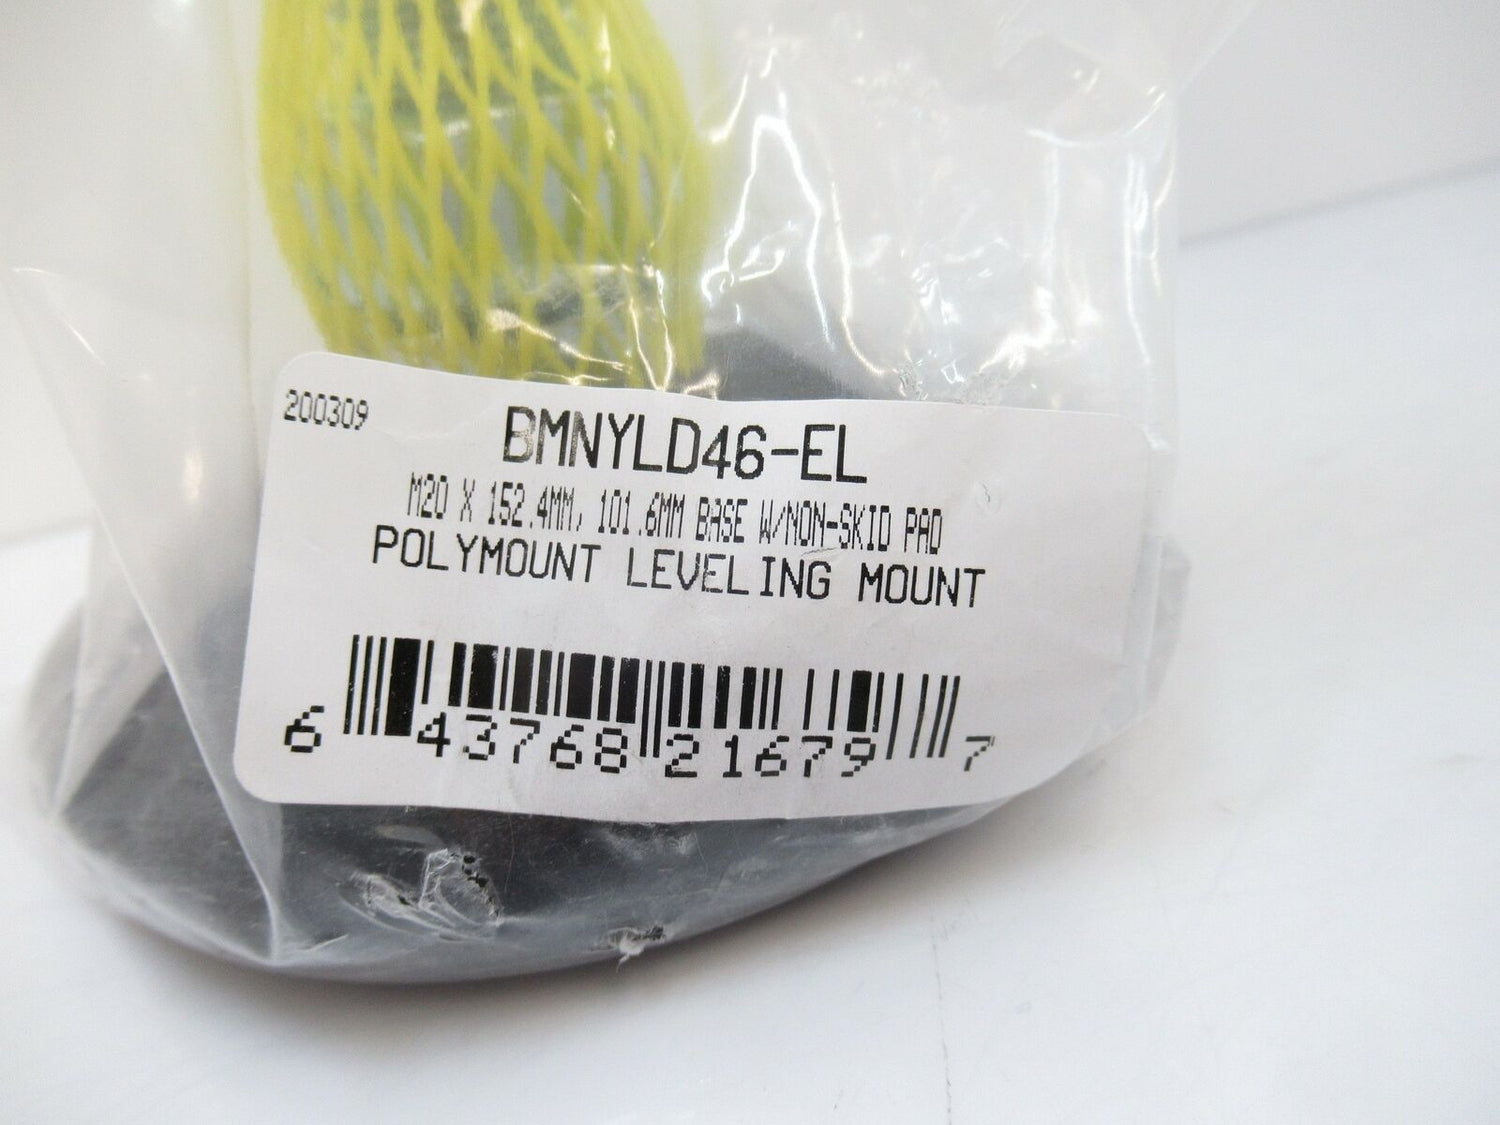 200309
BMNYLD46-EL
M20 X 152.4MM, 101.6MM BASE W/NON-SKID PAD
POLYMOUNT LEVELING MOUNT
6 43768 21679 7